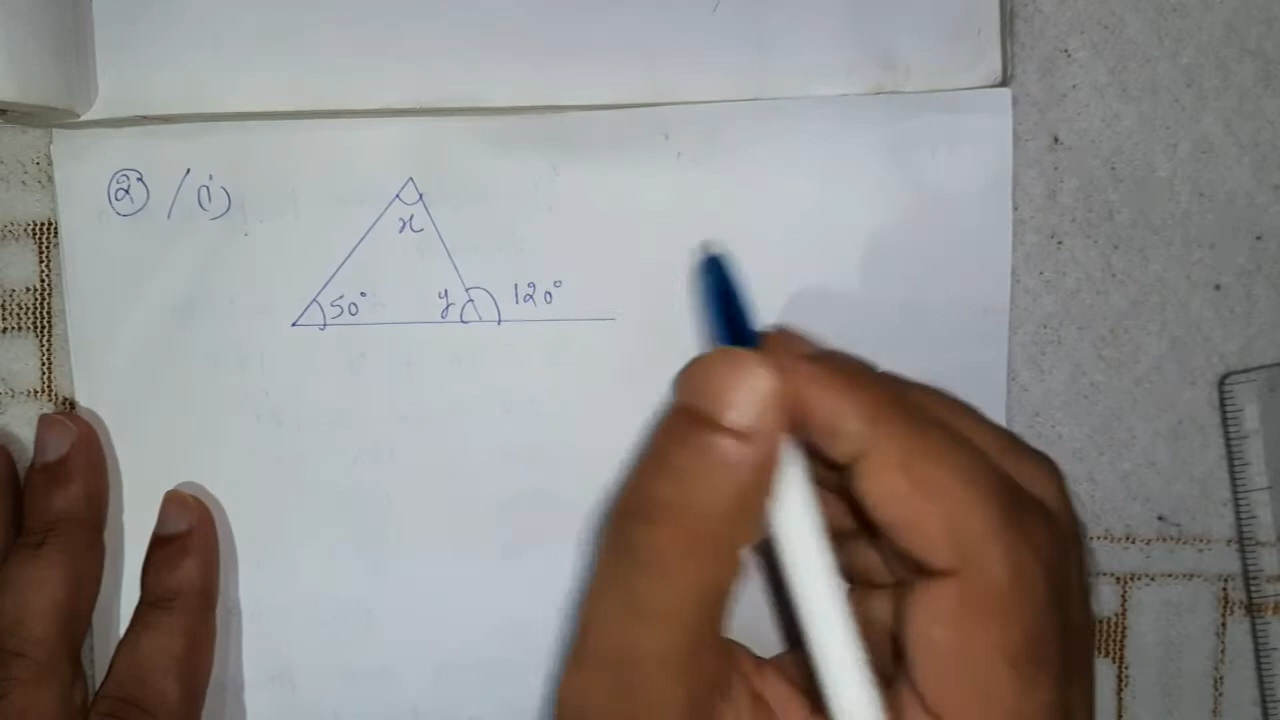 ② / (i)
x
50° y 120°